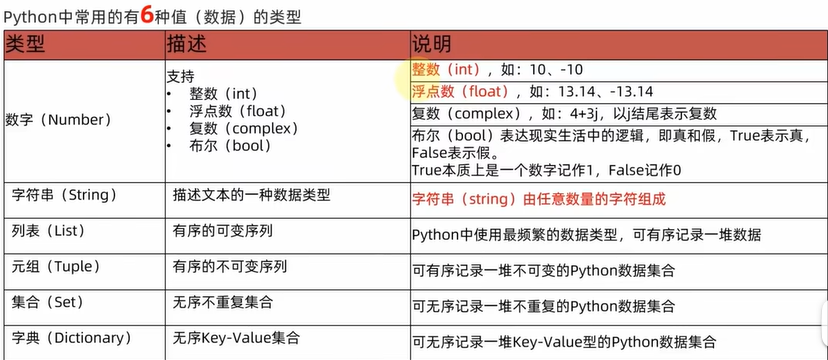 Python中常用的有6种值（数据）的类型
类型
描述
说明
数字（Number）
支持
• 整数（int）
• 浮点数（float）
• 复数（complex）
• 布尔（bool）
整数（int），如：10、-10
浮点数（float），如：13.14、-13.14
复数（complex），如：4+3j，以j结尾表示复数
布尔（bool）表达现实生活中的逻辑，即真和假，True表示真，
False表示假。
True本质上是一个数字记作1，False记作0
字符串（String）
描述文本的一种数据类型
字符串（string）由任意数量的字符组成
列表（List）
有序的可变序列
Python中使用最频繁的数据类型，可有序记录一堆数据
元组（Tuple）
有序的不可变序列
可有序记录一堆不可变的Python数据集合
集合（Set）
无序不重复集合
可无序记录一堆不重复的Python数据集合
字典（Dictionary）
无序Key-Value集合
可无序记录一堆Key-Value型的Python数据集合